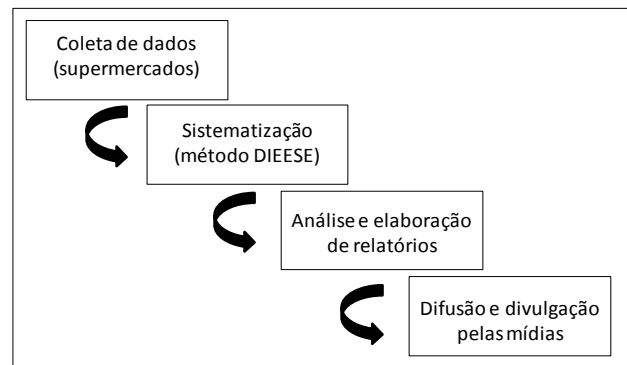 Coleta de dados
(supermercados)
Sistematização
(método DIEESE)
Análise e elaboração
de relatórios
Difusão e divulgação
pelas mídias